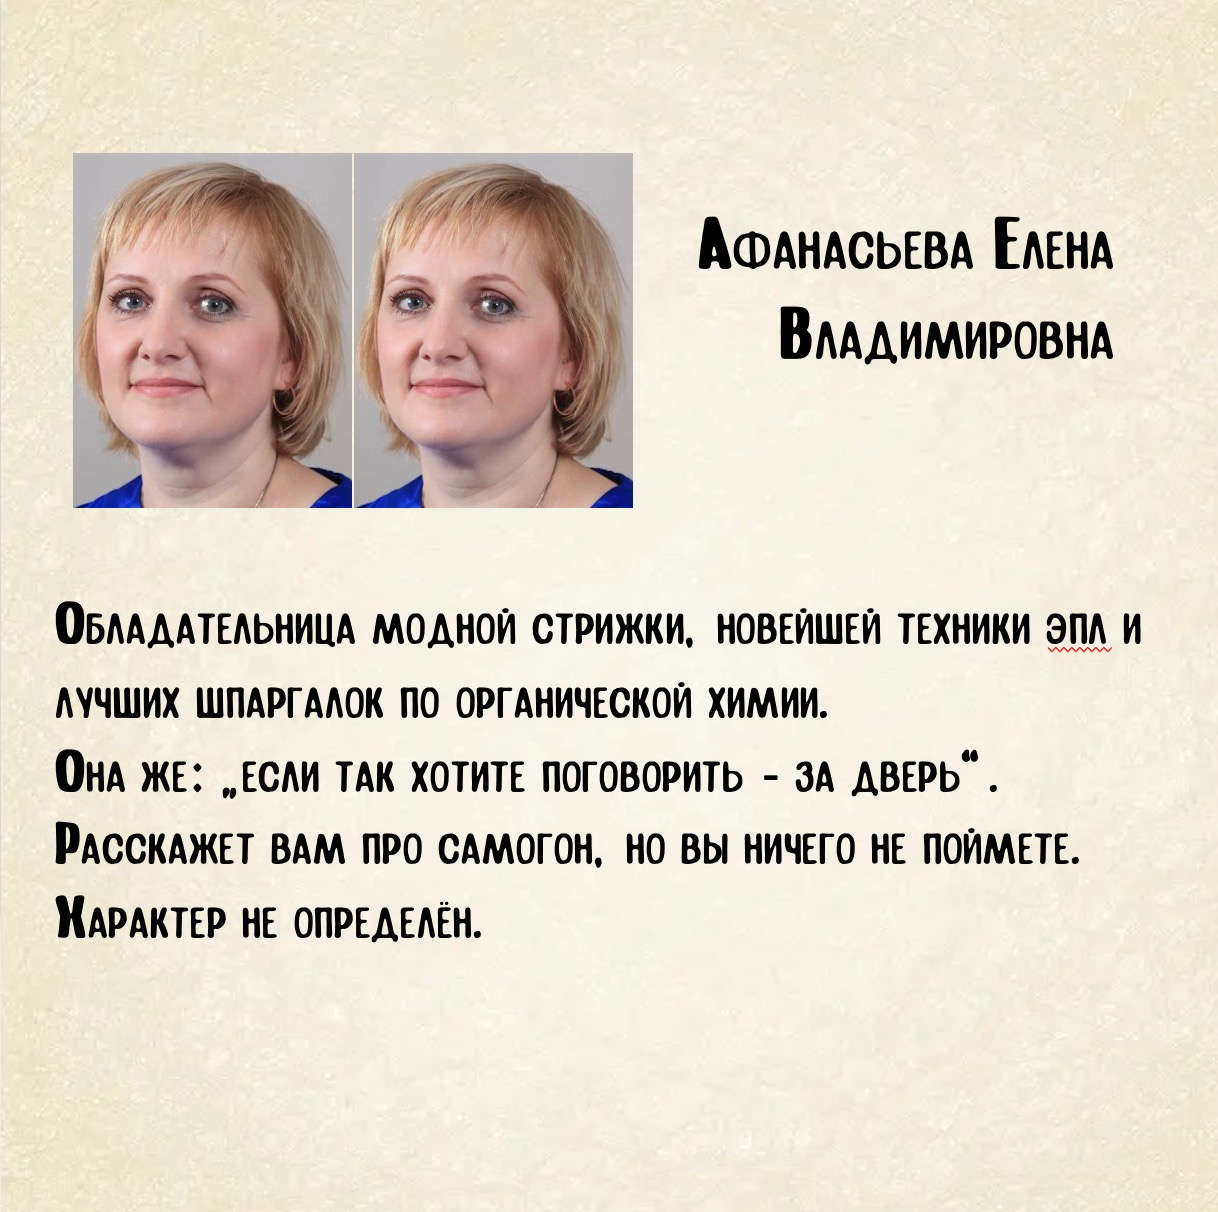 Афанасьева Елена
Владимировна
Обладательница модной стрижки, новейшей техники эпл и
лучших шпаргалок по органической химии.
Она же: „если так хотите поговорить - за дверь“.
Расскажет вам про самогон, но вы ничего не поймете.
Характер не определён.